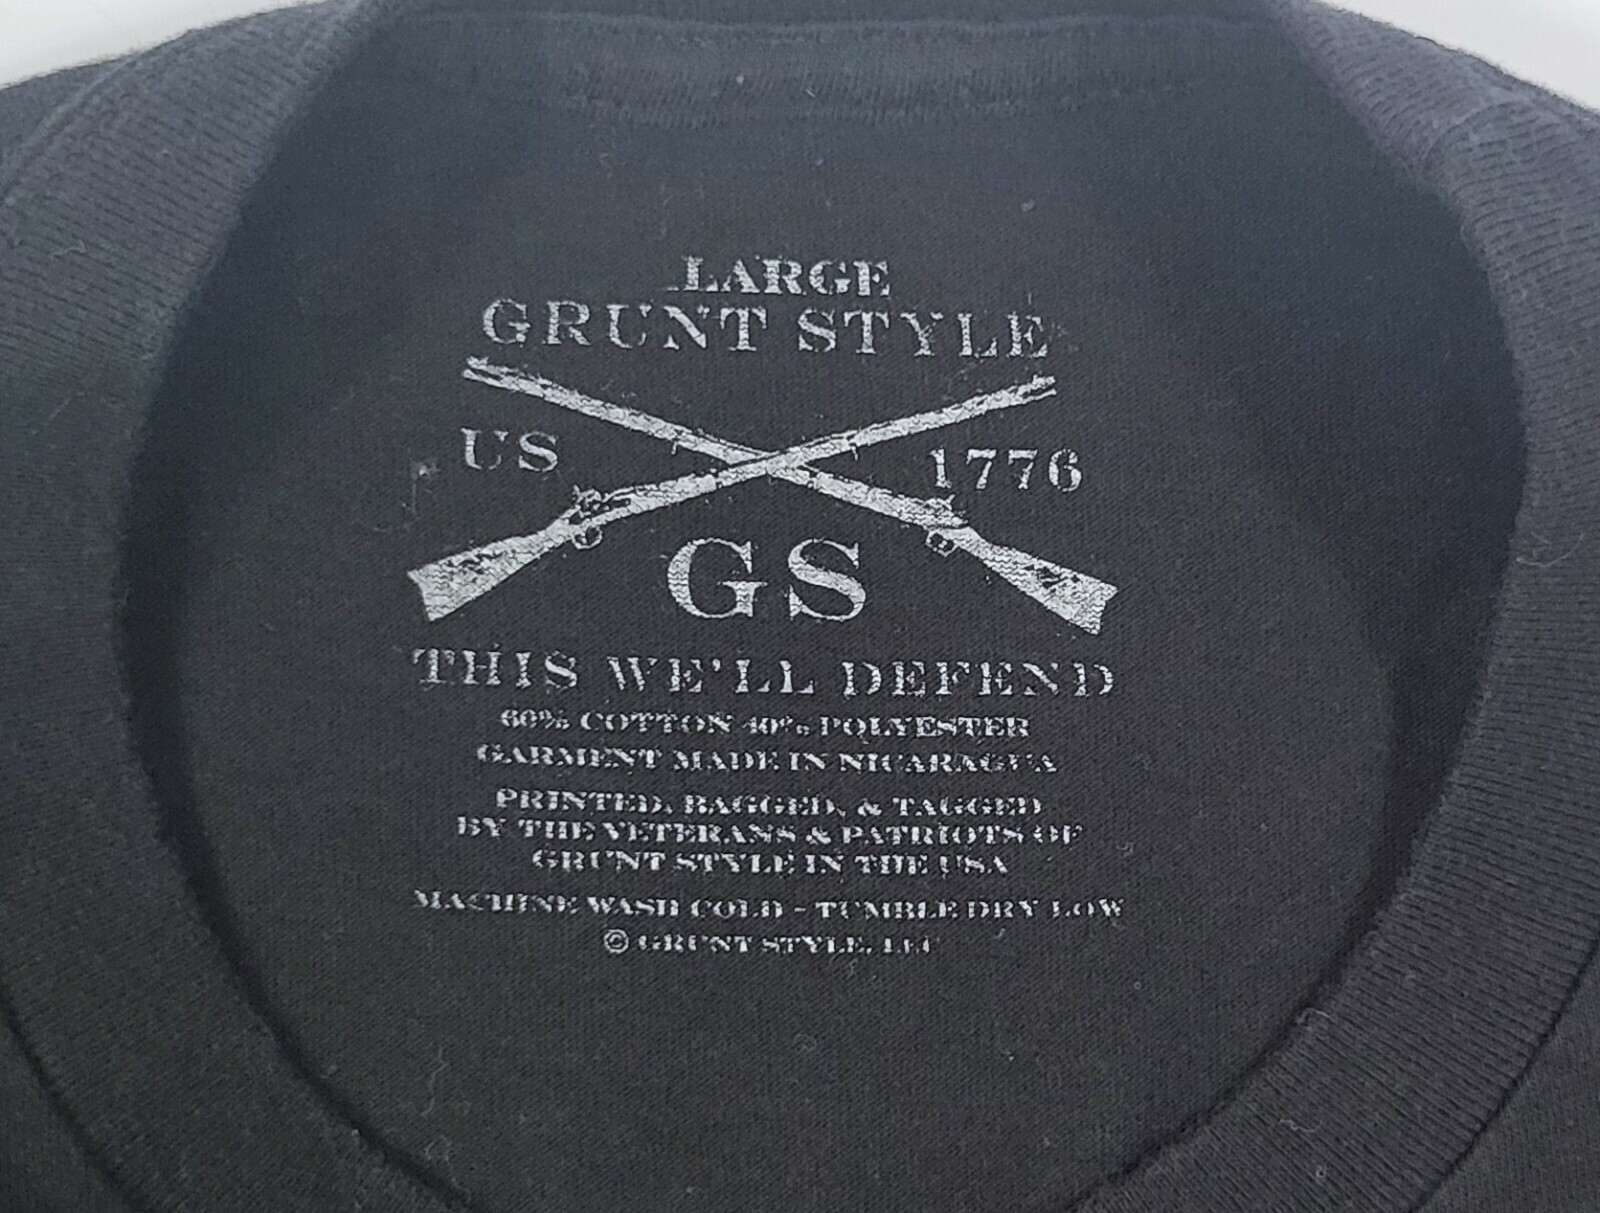 LARGE
GRUNT STYLE
US 1776
GS
THIS WE'LL DEFEND
60% COTTON 40% POLYESTER
GARMENT MADE IN NICARAGUA
PRINTED, BAGGED, & TAGGED
BY THE VETERANS & PATRIOTS OF
GRUNT STYLE IN THE USA
MACHINE WASH COLD - TUMBLE DRY LOW
© GRUNT STYLE, LLC